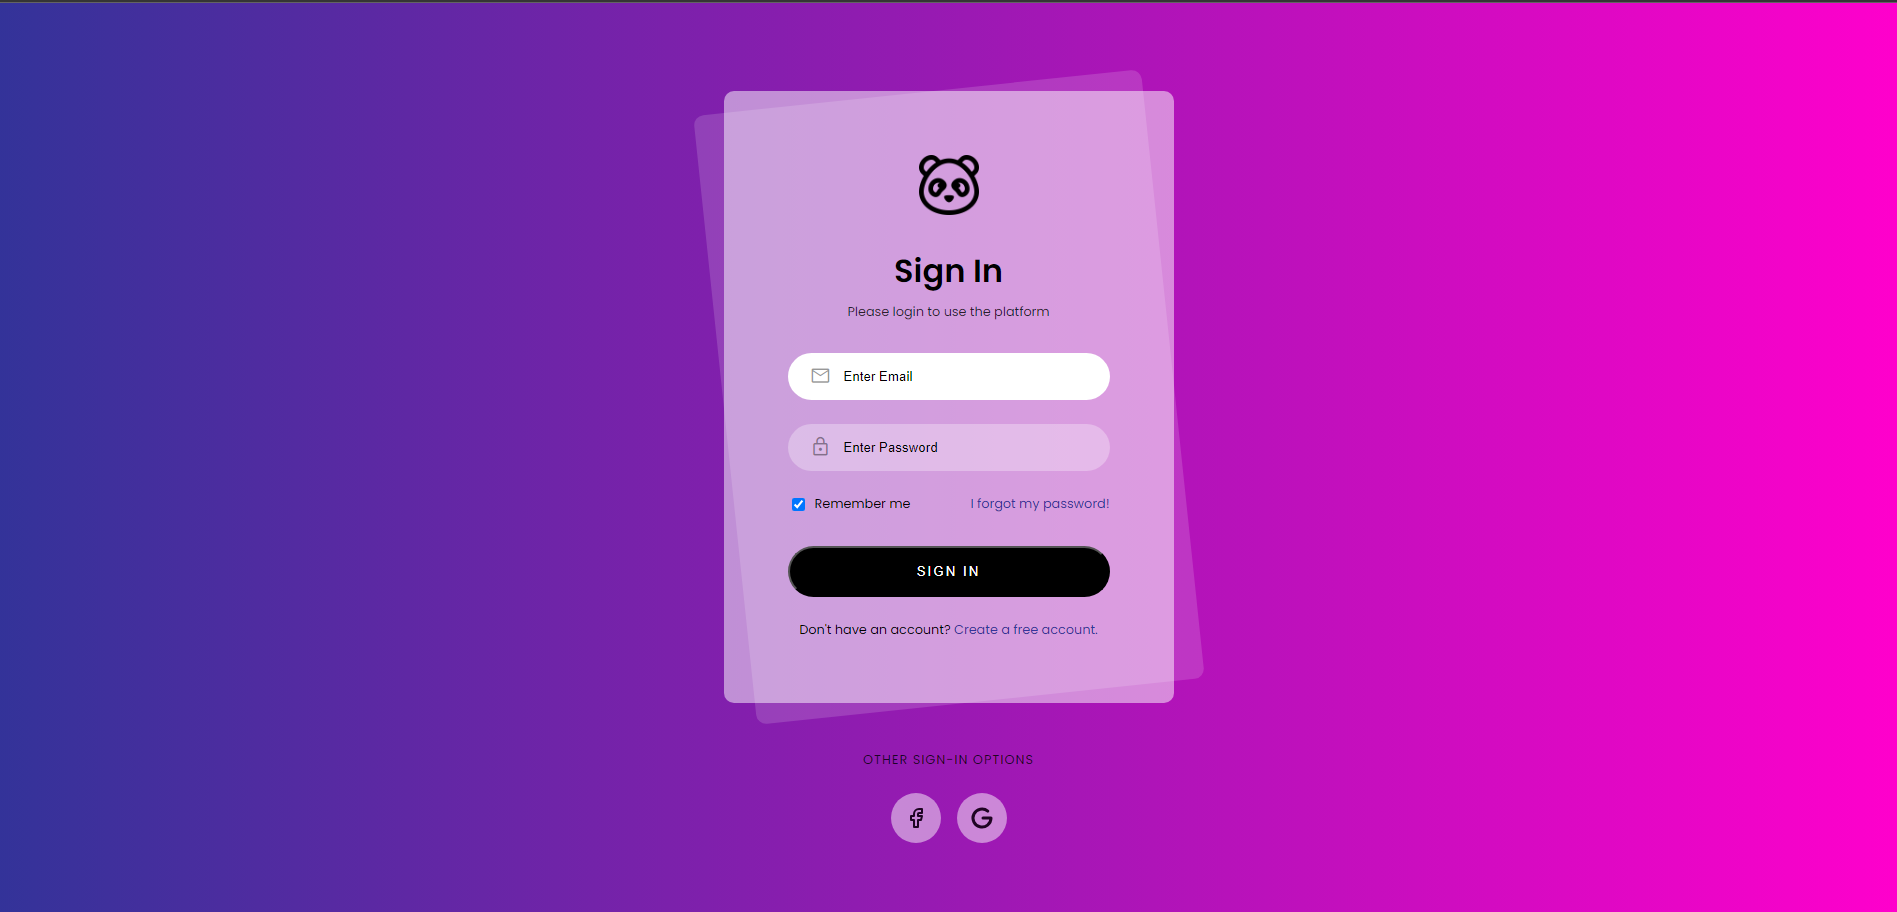 Sign In
Please login to use the platform
Enter Email
Enter Password
Remember me
I forgot my password!
SIGN IN
Don't have an account? Create a free account.
OTHER SIGN-IN OPTIONS